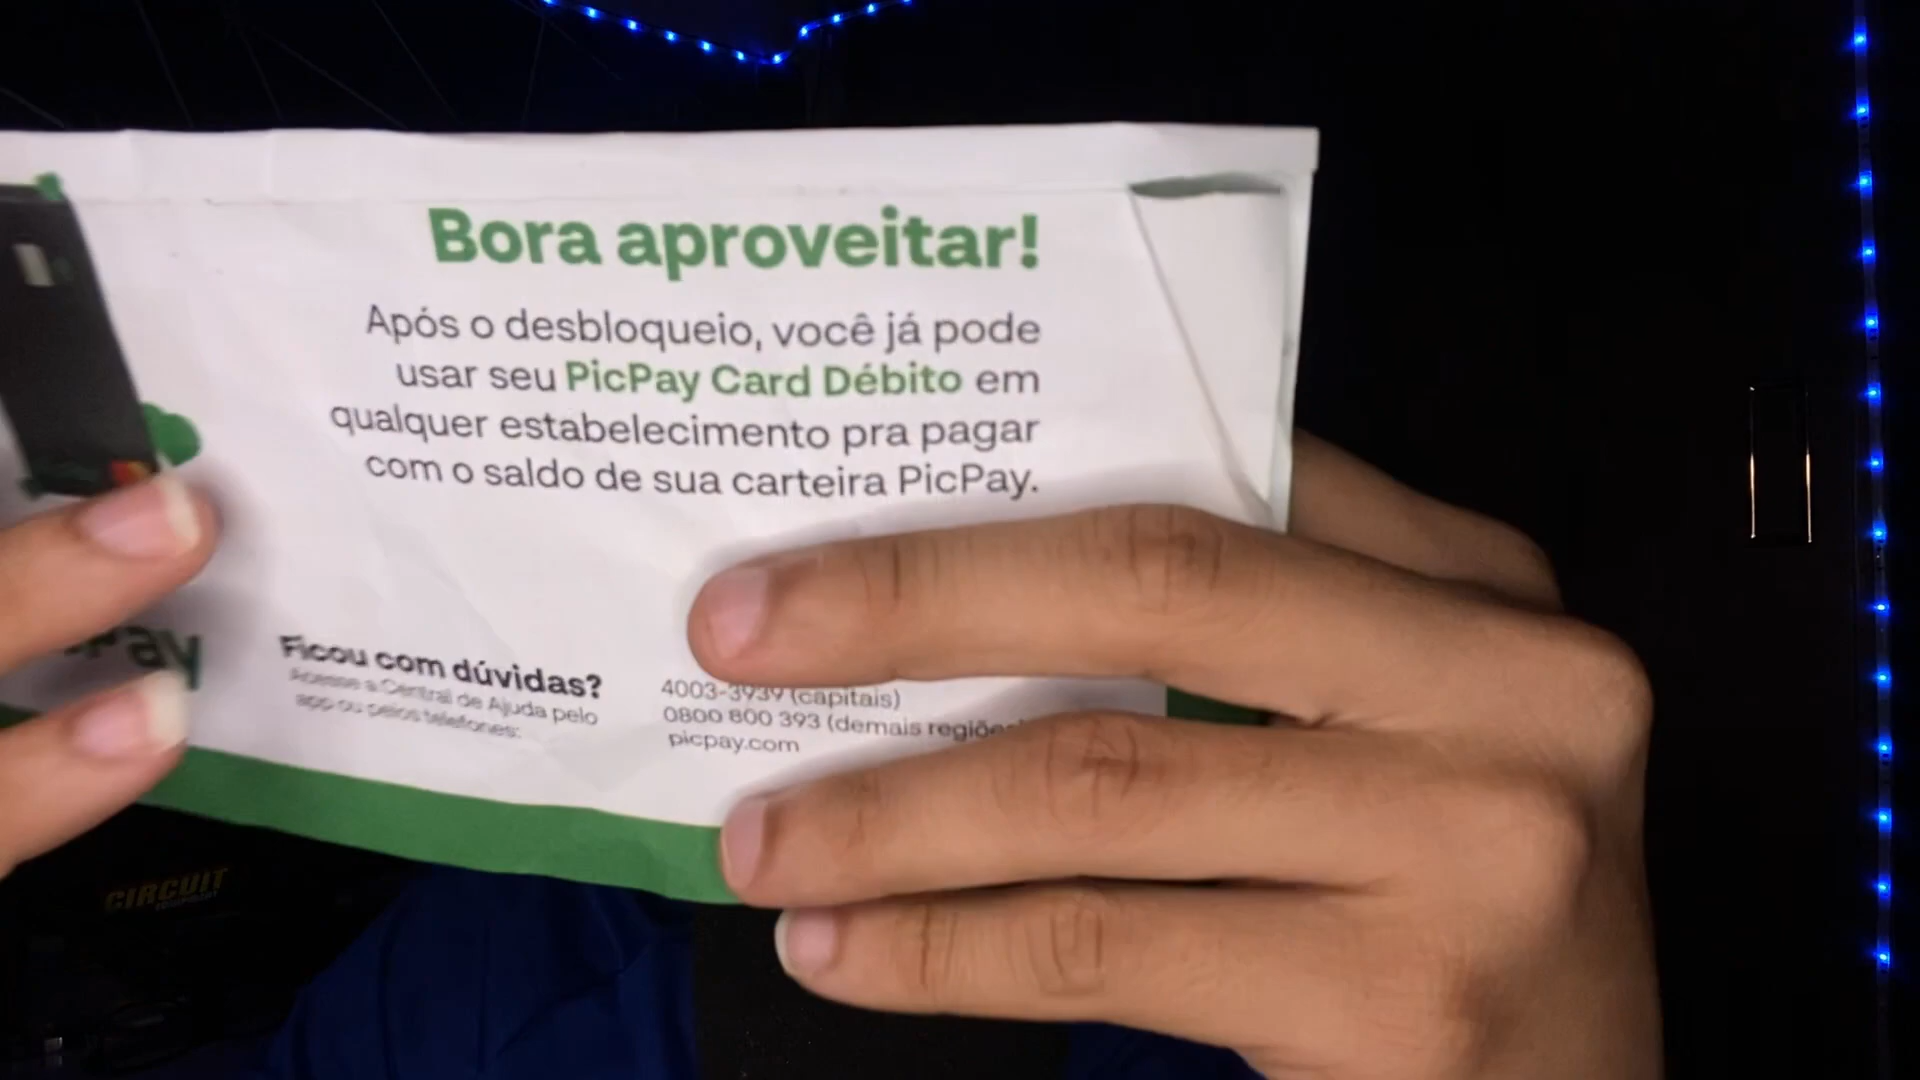 Bora aproveitar!
Após o desbloqueio, você já pode
usar seu PicPay Card Débito em
qualquer estabelecimento pra pagar
com o saldo de sua carteira PicPay.
Pay
Ficou com dúvidas?
Acesse a Central de Ajuda pelo
app ou pelos telefones:
4003-3939 (capitais)
0800 800 393 (demais regiões)
picpay.com
CIRCUIT